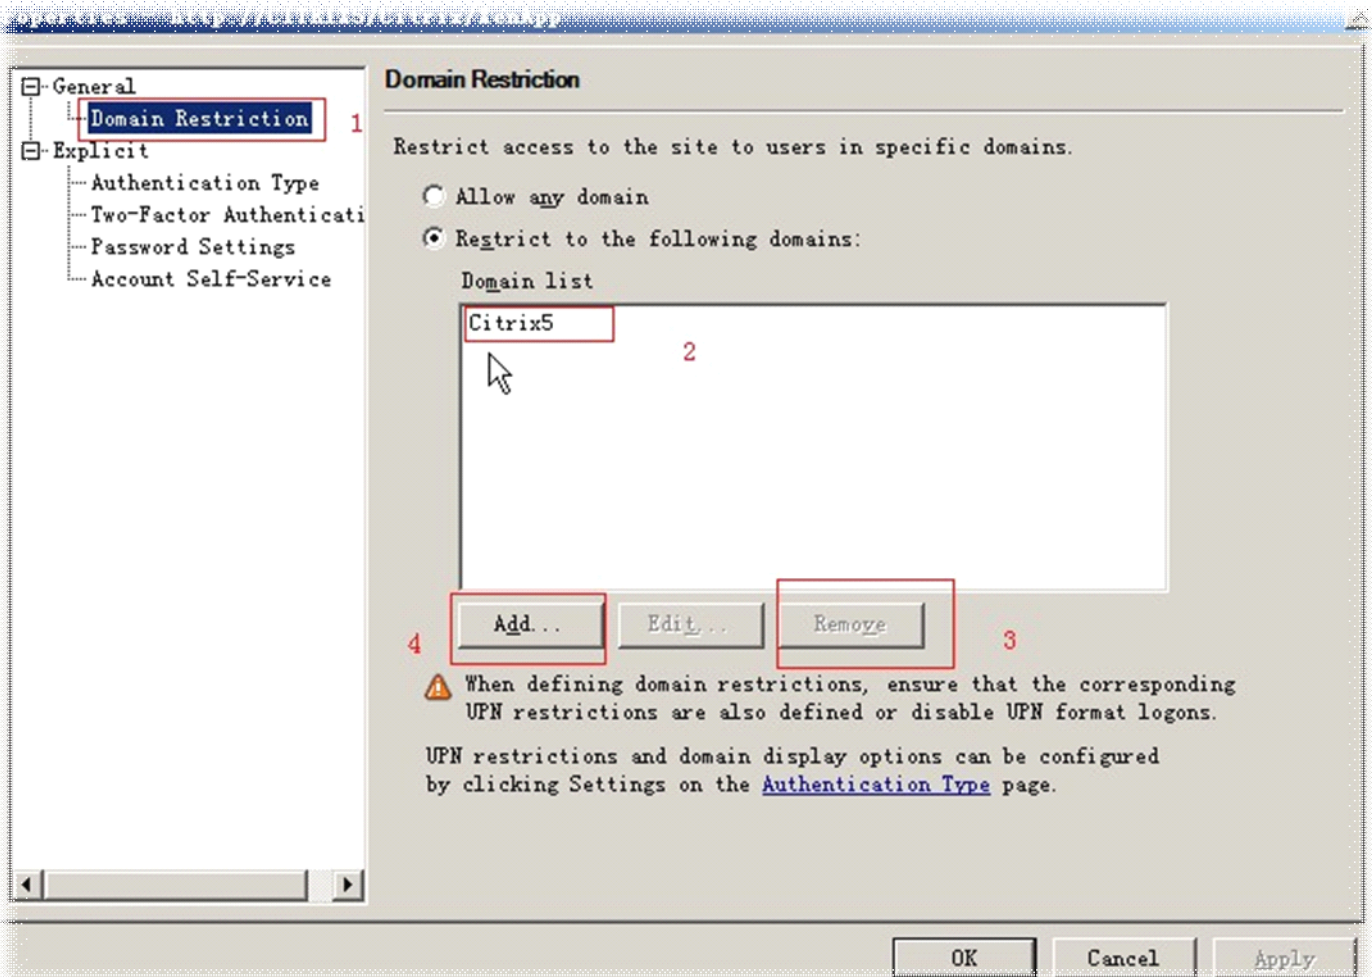 General
Domain Restriction
1
Explicit
Authentication Type
Two-Factor Authenticati
Password Settings
Account Self-Service
Domain Restriction
Restrict access to the site to users in specific domains.
Allow any domain
Restrict to the following domains:
Domain list
Citrix5
2
Add...
Edit...
Remove
4
3
When defining domain restrictions, ensure that the corresponding
UPN restrictions are also defined or disable UPN format logons.
UPN restrictions and domain display options can be configured
by clicking Settings on the Authentication Type page.
OK
Cancel
Apply